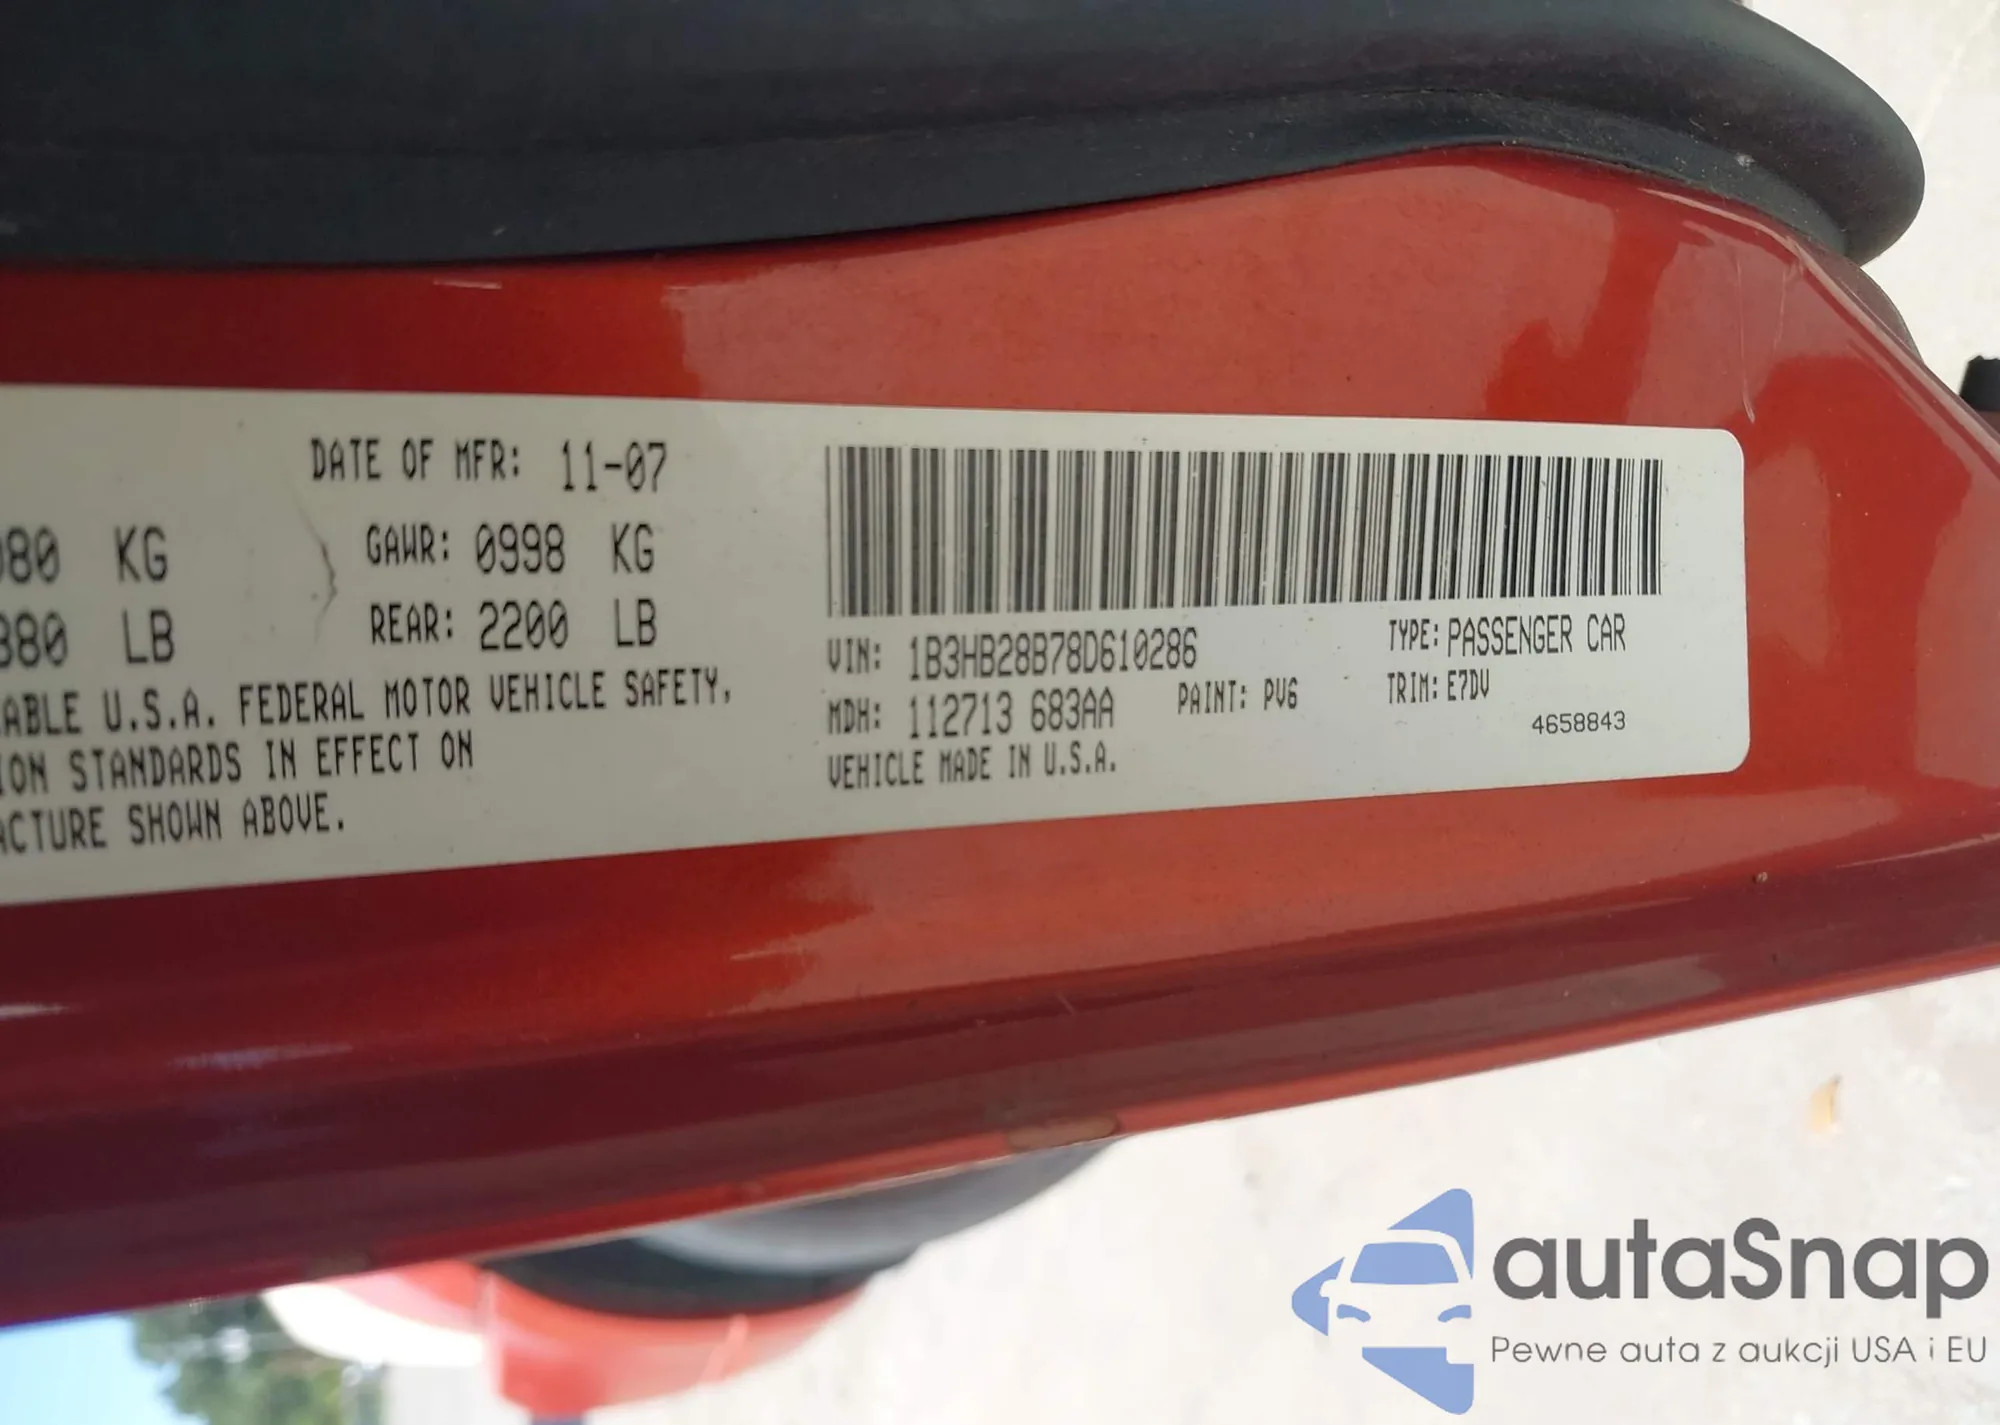 DATE OF MFR: 11-07
KG GAWR: 0998 KG
LB REAR: 2200 LB
U.S.A. FEDERAL MOTOR VEHICLE SAFETY,
STANDARDS IN EFFECT ON
SHOWN ABOVE.
VIN: 1B3HB28B78D610286 TYPE: PASSENGER CAR
MDH: 112713 683AA PAINT: PV6 TRIM: E7DV
VEHICLE MADE IN U.S.A. 4658843
autaSnap
Pewne auta z aukcji USA i EU